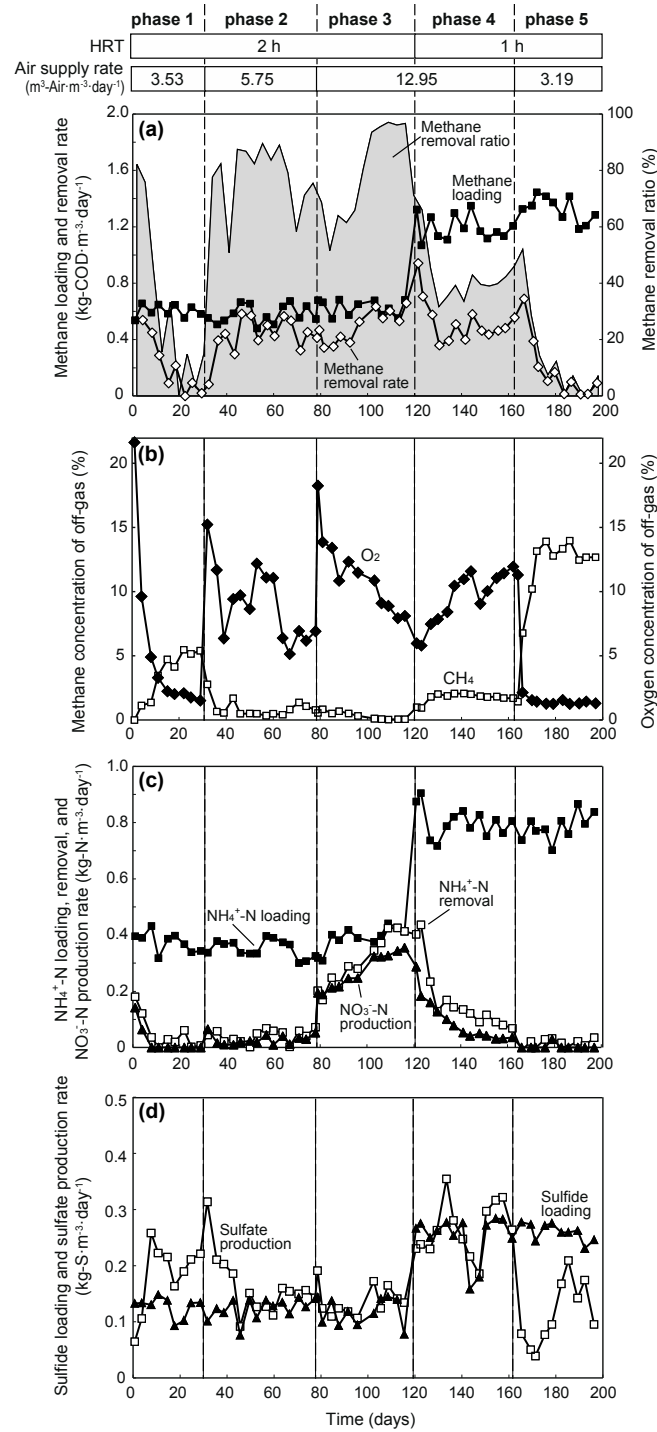 phase 1 phase 2 phase 3 phase 4 phase 5
HRT 2 h 1 h
Air supply rate
(m³-Air·m⁻³·day⁻¹) 3.53 5.75 12.95 3.19
(a)
Methane loading and removal rate
(kg-COD·m⁻³·day⁻¹)
2.0
1.6
1.2
0.8
0.4
0
Methane
removal ratio
Methane
loading
Methane
removal rate
100
80
60
40
20
0
Methane removal ratio (%)
0 20 40 60 80 100 120 140 160 180 200
(b)
Methane concentration of off-gas (%)
20
15
10
5
0
O₂
CH₄
20
15
10
5
0
Oxygen concentration of off-gas (%)
0 20 40 60 80 100 120 140 160 180 200
(c)
NH₄⁺-N loading, removal, and
NO₃⁻-N production rate (kg-N·m⁻³·day⁻¹)
1.0
0.8
0.6
0.4
0.2
0
NH₄⁺-N loading
NH₄⁺-N
removal
NO₃⁻-N
production
0 20 40 60 80 100 120 140 160 180 200
(d)
Sulfide loading and sulfate production rate
(kg-S·m⁻³·day⁻¹)
0.5
0.4
0.3
0.2
0.1
0
Sulfate
production
Sulfide
loading
0 20 40 60 80 100 120 140 160 180 200
Time (days)